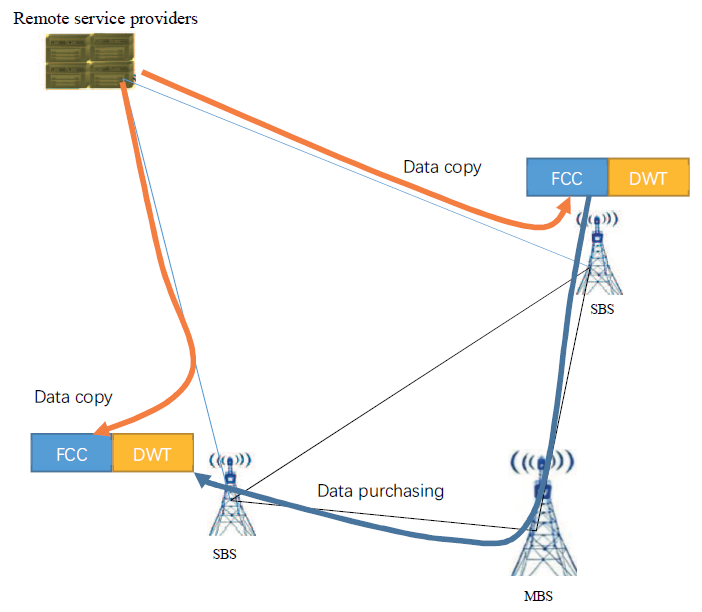 Remote service providers
Data copy
FCC DWT
SBS
Data copy
FCC DWT
Data purchasing
SBS
MBS